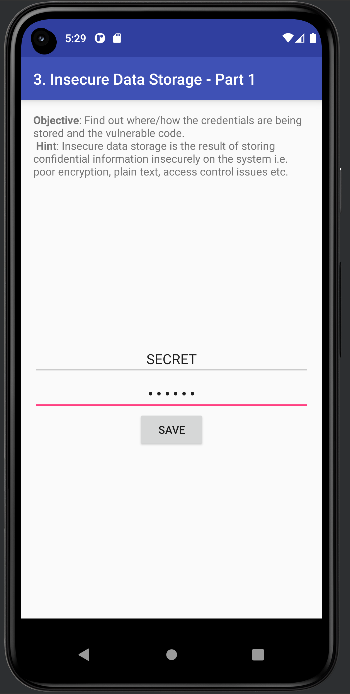 5:29
3. Insecure Data Storage - Part 1
Objective: Find out where/how the credentials are being
stored and the vulnerable code.
Hint: Insecure data storage is the result of storing
confidential information insecurely on the system i.e.
poor encryption, plain text, access control issues etc.
SECRET
••••••
SAVE